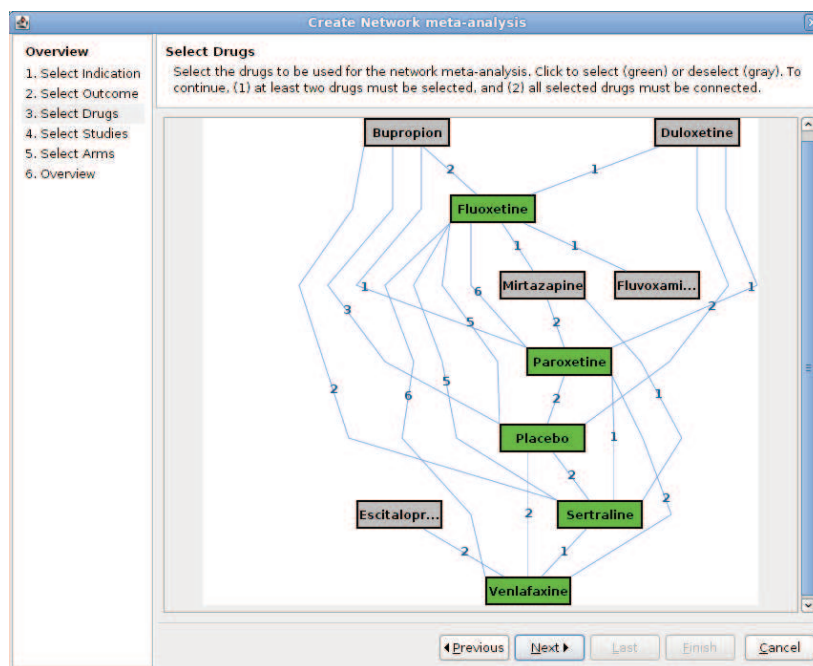 Create Network meta-analysis
Overview
1. Select Indication
2. Select Outcome
3. Select Drugs
4. Select Studies
5. Select Arms
6. Overview
Select Drugs
Select the drugs to be used for the network meta-analysis. Click to select (green) or deselect (gray). To
continue, (1) at least two drugs must be selected, and (2) all selected drugs must be connected.
Bupropion
Duloxetine
2
1
Fluoxetine
1
1
Mirtazapine
Fluvoxami...
1
6
1
3
5
2
2
Paroxetine
2
6
5
2
1
Placebo
1
2
2
Escitalopr...
Sertraline
2
2
1
Venlafaxine
Previous
Next
Last
Finish
Cancel